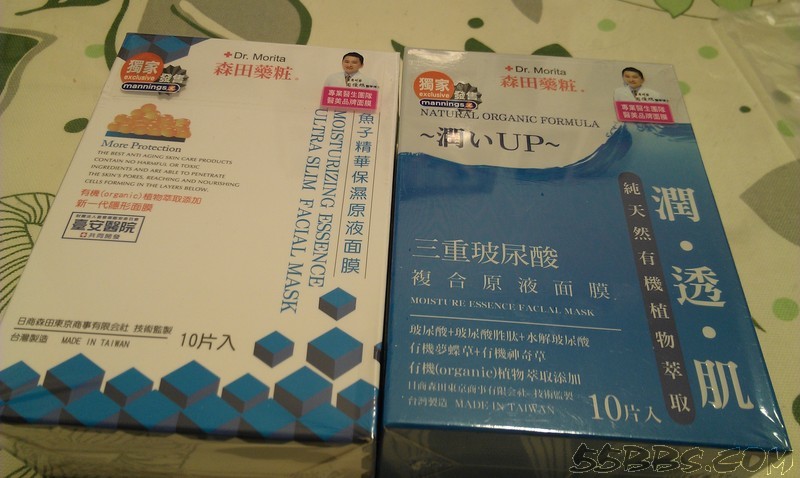 獨家
exclusive
發售
mannings
Dr. Morita
森田藥粧
專業醫生團隊
醫美品牌面膜
More Protection
THE BEST ANTI AGING SKIN CARE PRODUCTS
CONTAIN NO HARMFUL OR TOXIC
INGREDIENTS AND ARE ABLE TO PENETRATE
THE SKIN'S PORES, REACHING AND NOURISHING
CELLS FORMING IN THE LAYERS BELOW.
有機(organic)植物萃取添加
新一代隱形面膜
臺安醫院
共同開發
魚子精華保濕原液面膜
MOISTURIZING ESSENCE
ULTRA SLIM FACIAL MASK
日商森田東京商事有限会社 技術監製
台灣製造 MADE IN TAIWAN
10片入
獨家
exclusive
發售
mannings
Dr. Morita
森田藥粧
專業醫生團隊
醫美品牌面膜
NATURAL ORGANIC FORMULA
~潤いUP~
潤・透・肌
純天然有機植物萃取
三重玻尿酸
複合原液面膜
MOISTURE ESSENCE FACIAL MASK
玻尿酸+玻尿酸胜肽+水解玻尿酸
有機夢蝶草+有機神奇草
有機(organic)植物萃取添加
日商森田東京商事有限会社 技術監製
台灣製造 MADE IN TAIWAN
10片入
55BBS.COM